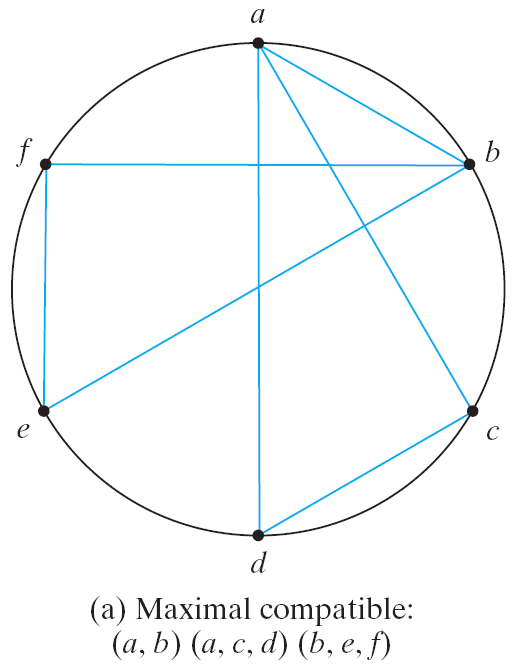 a
f
b
e
c
d
(a) Maximal compatible:
(a, b) (a, c, d) (b, e, f)